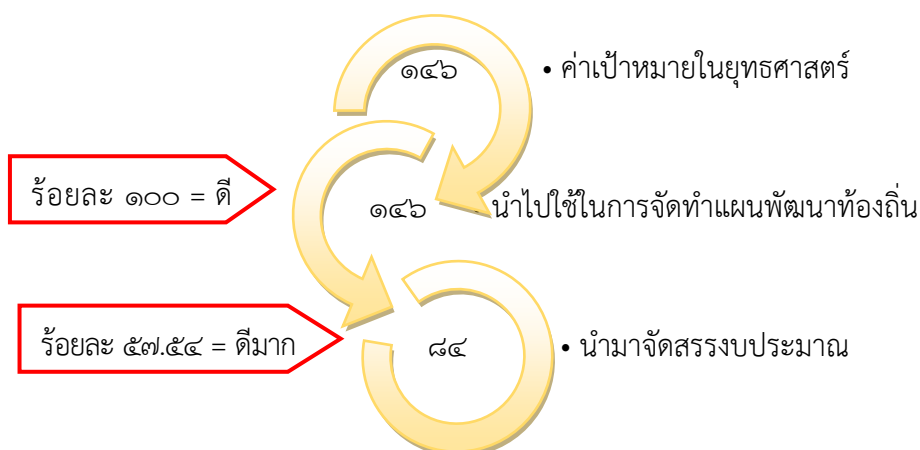 ๑๔๖
• ค่าเป้าหมายในยุทธศาสตร์
ร้อยละ ๑๐๐ = ดี
๑๔๖
นำไปใช้ในการจัดทำแผนพัฒนาท้องถิ่น
ร้อยละ ๕๗.๕๔ = ดีมาก
๘๔
• นำมาจัดสรรงบประมาณ